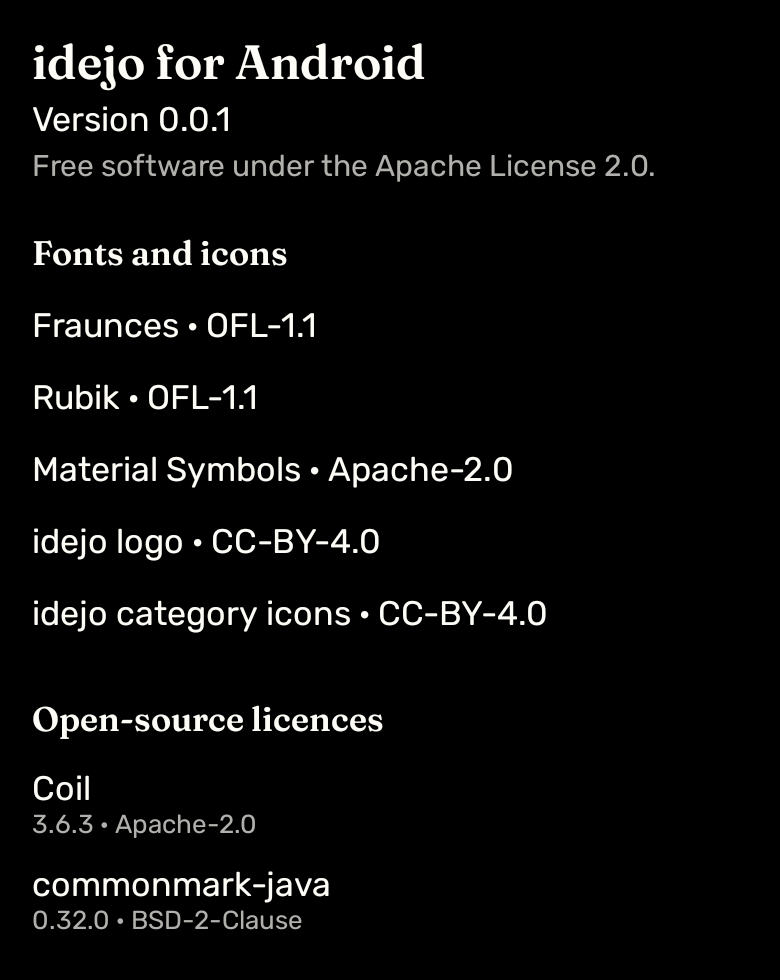 idejo for Android
Version 0.0.1
Free software under the Apache License 2.0.
Fonts and icons
Fraunces • OFL-1.1
Rubik • OFL-1.1
Material Symbols • Apache-2.0
idejo logo • CC-BY-4.0
idejo category icons • CC-BY-4.0
Open-source licences
Coil
3.6.3 • Apache-2.0
commonmark-java
0.32.0 • BSD-2-Clause